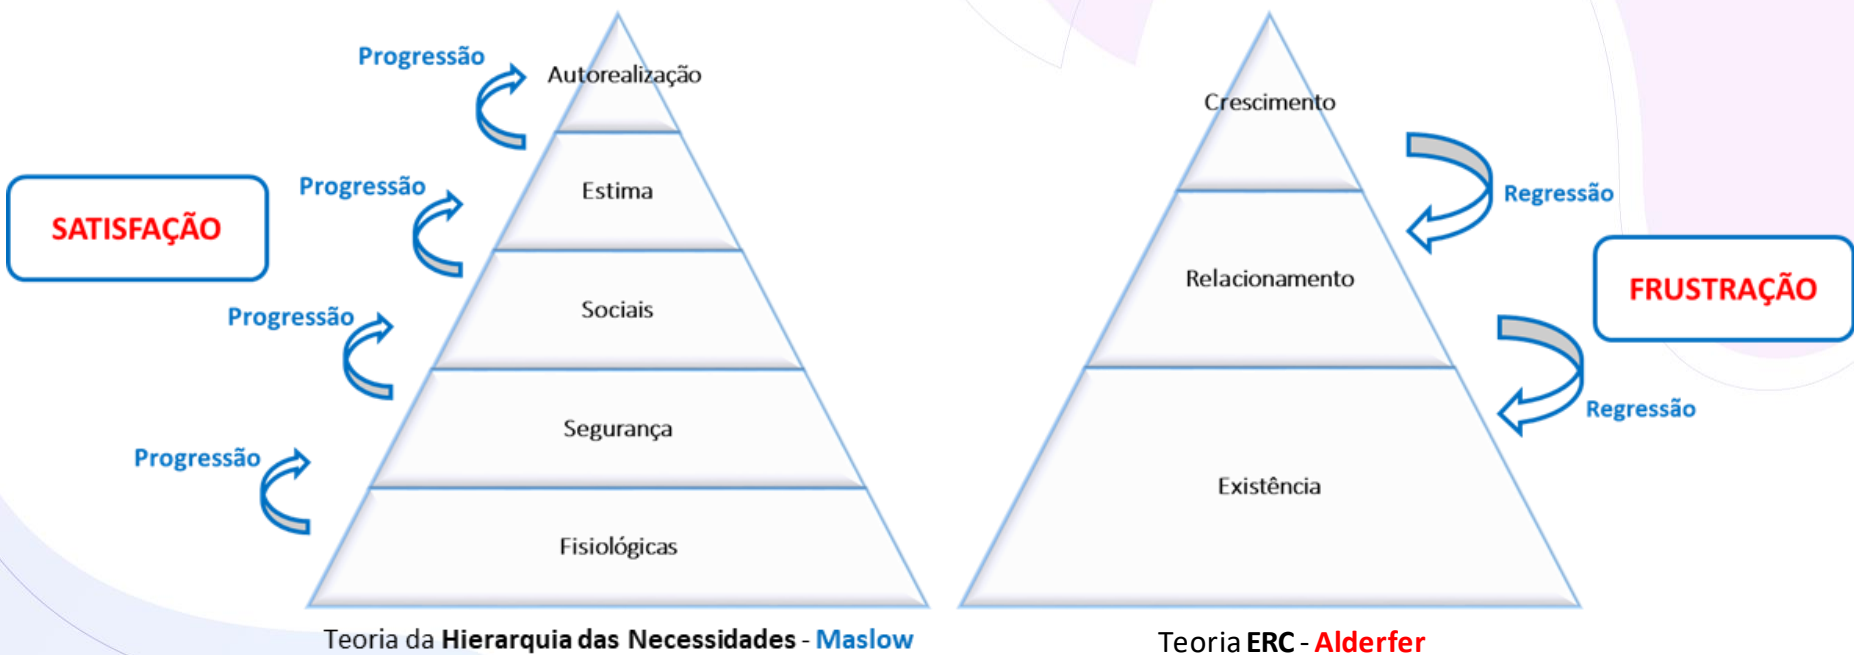 Progressão
Autorealização
Progressão
Estima
SATISFAÇÃO
Progressão
Sociais
Progressão
Segurança
Fisiológicas
Teoria da Hierarquia das Necessidades - Maslow
Crescimento
Regressão
Relacionamento
FRUSTRAÇÃO
Regressão
Existência
Teoria ERC - Alderfer